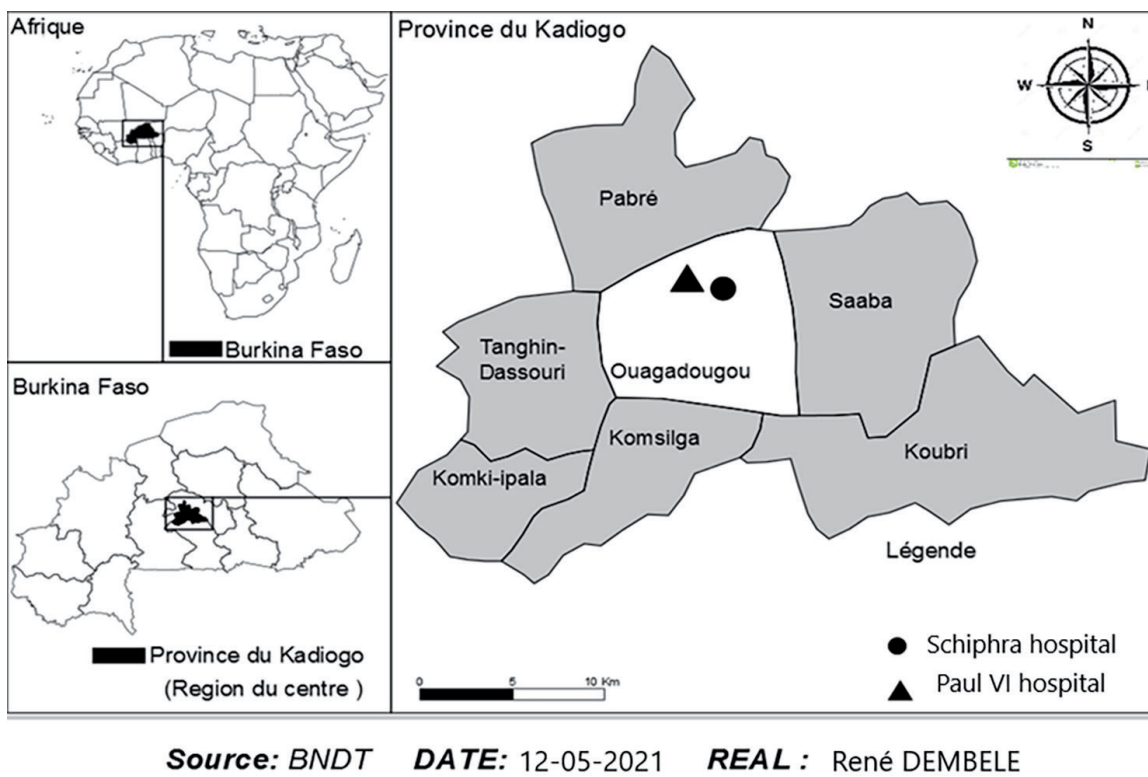 Afrique
Burkina Faso
Burkina Faso
Province du Kadiogo
(Region du centre )
Province du Kadiogo
N
W
S
Pabré
Saaba
Tanghin-
Dassouri
Ouagadougou
Komsilga
Koubri
Komki-ipala
Légende
Schiphra hospital
Paul VI hospital
0 5 10 Km
Source: BNDT DATE: 12-05-2021 REAL : René DEMBELE